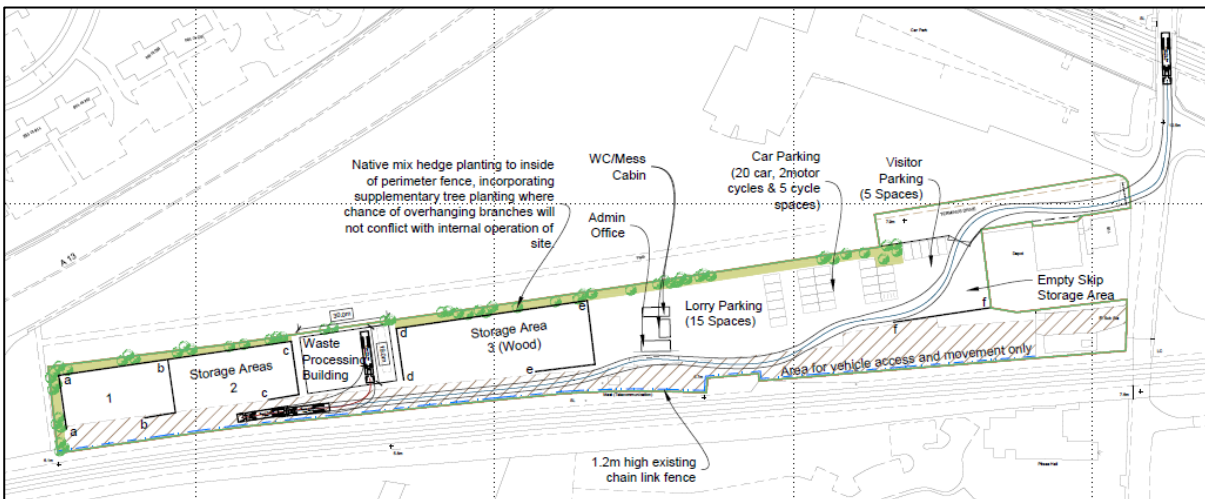 Car Park
A 13
Native mix hedge planting to inside
of perimeter fence, incorporating
supplementary tree planting where
chance of overhanging branches will
not conflict with internal operation of
site.
WC/Mess
Cabin
Admin
Office
Car Parking
(20 car, 2motor
cycles & 5 cycle
spaces)
Visitor
Parking
(5 Spaces)
Depot
Empty Skip
Storage Area
Lorry Parking
(15 Spaces)
f
f
e
Storage Area
3 (Wood)
e
d
d
Waste
Processing
Building
c
Storage Areas
2
c
b
b
a
1
a
Area for vehicle access and movement only
1.2m high existing
chain link fence